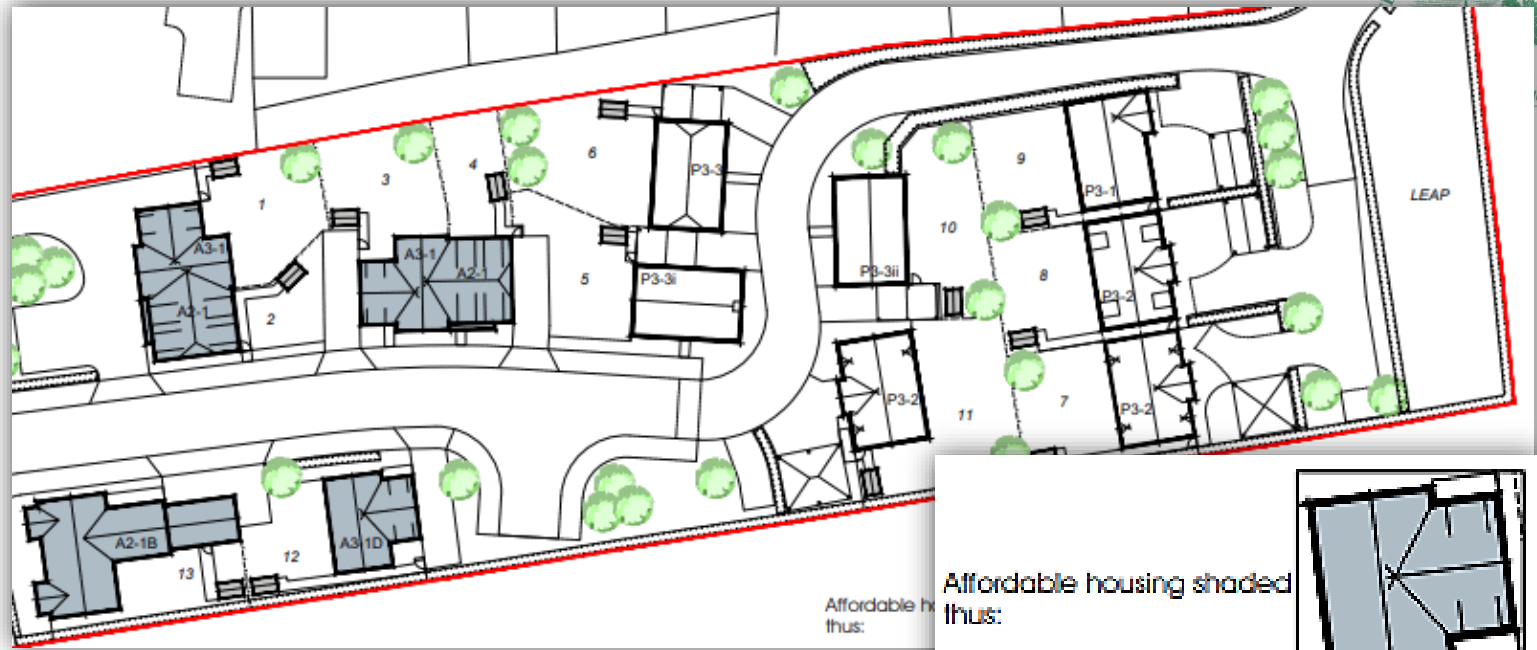 9
P3-1
6
P3-3
4
3
1
LEAP
10
P3-3ii
8
P3-2
A3-1
A2-1
A3-1
A2-1
5
P3-3i
2
P3-2
11
7
P3-2
A2-1B
13
12
A3-1D
Affordable
thus:
Affordable housing shaded
thus: